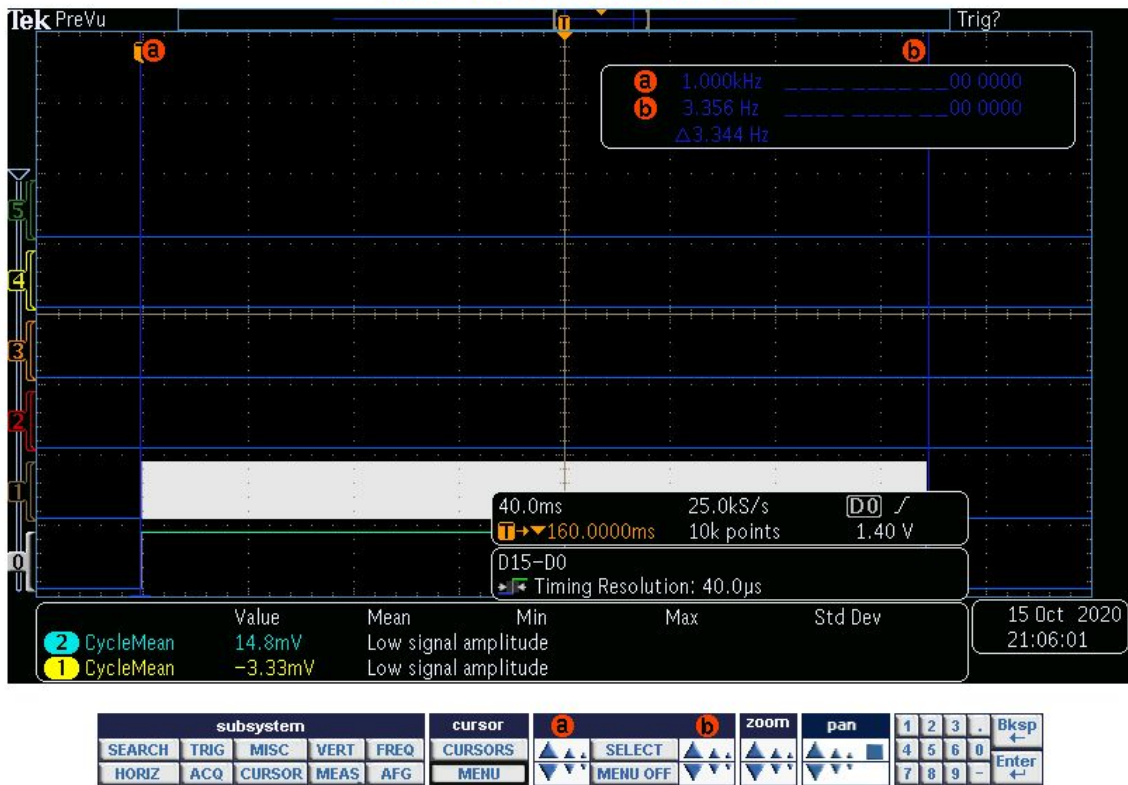 Tek PreVu Trig?
T
T a b
a 1.000kHz ____ ____ __00 0000
b 3.356 Hz ____ ____ __00 0000
△3.344 Hz
5
4
3
2
1
0
40.0ms 25.0kS/s D0
T→▼160.0000ms 10k points 1.40 V
D15-D0
Timing Resolution: 40.0µs
Value Mean Min Max Std Dev
2 CycleMean 14.8mV Low signal amplitude
1 CycleMean −3.33mV Low signal amplitude
15 Oct 2020
21:06:01
subsystem cursor a b zoom pan
SEARCH TRIG MISC VERT FREQ CURSORS SELECT
HORIZ ACQ CURSOR MEAS AFG MENU MENU OFF
1 2 3 . Bksp ←
4 5 6 0 Enter ↵
7 8 9 -